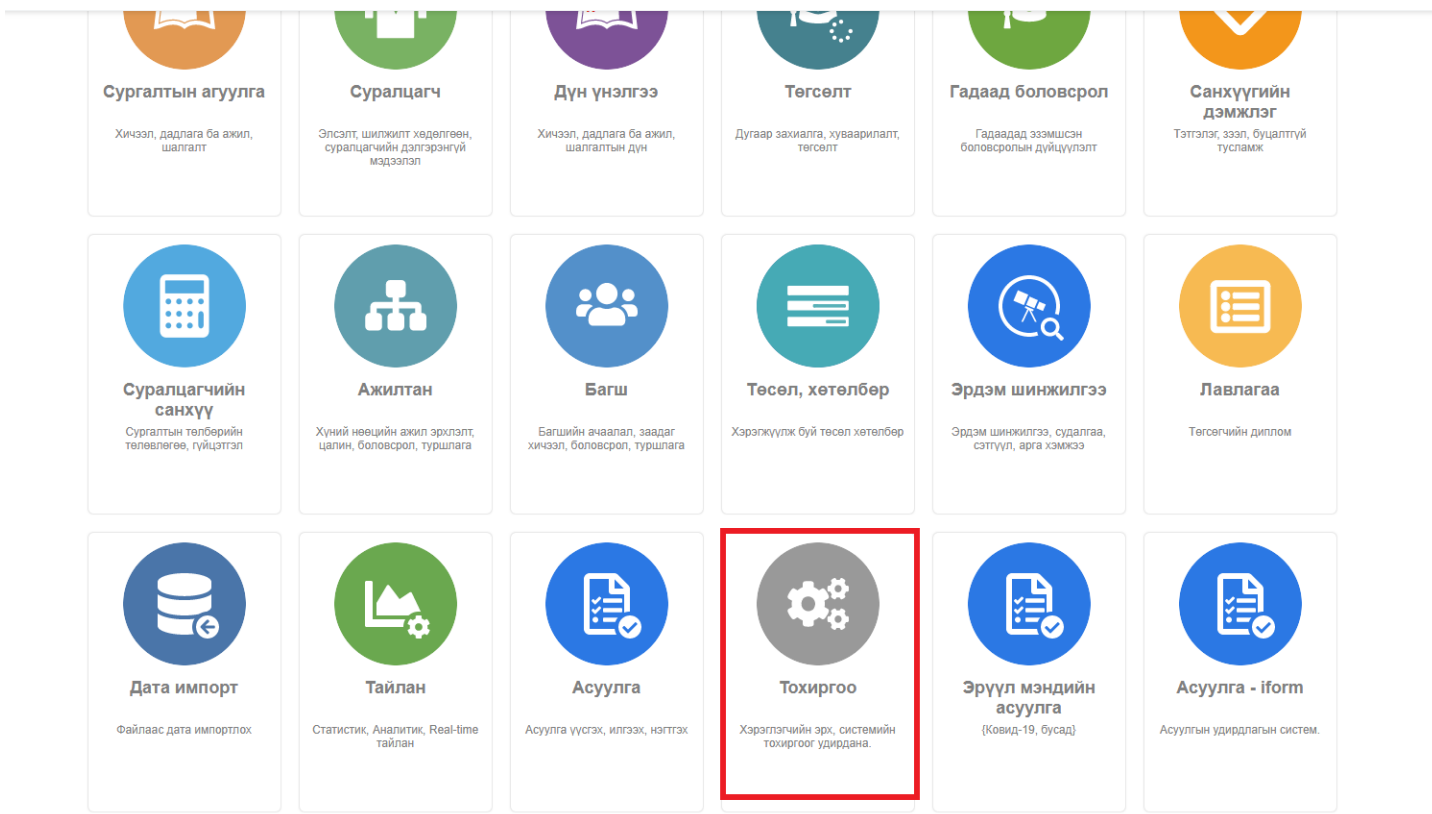 Сургалтын агуулга
Хичээл, дадлага ба ажил,
шалгалт
Суралцагч
Элсэлт, шилжилт хөдөлгөөн,
суралцагчийн дэлгэрэнгүй
мэдээлэл
Дүн үнэлгээ
Хичээл, дадлага ба ажил,
шалгалтын дүн
Төгсөлт
Дугаар захиалга, хуваарилалт,
төгсөлт
Гадаад боловсрол
Гадаадад эзэмшсэн
боловсролын дүйцүүлэлт
Санхүүгийн
дэмжлэг
Тэтгэлэг, зээл, буцалтгүй
тусламж
Суралцагчийн
санхүү
Сургалтын төлбөрийн
төлөвлөгөө, гүйцэтгэл
Ажилтан
Хүний нөөцийн ажил эрхлэлт,
цалин, боловсрол, туршлага
Багш
Багшийн ачаалал, заадаг
хичээл, боловсрол, туршлага
Төсөл, хөтөлбөр
Хэрэгжүүлж буй төсөл хөтөлбөр
Эрдэм шинжилгээ
Эрдэм шинжилгээ, судалгаа,
сэтгүүл, арга хэмжээ
Лавлагаа
Төгсөгчийн диплом
Дата импорт
Файлаас дата импортлох
Тайлан
Статистик, Аналитик, Real-time
тайлан
Асуулга
Асуулга үүсгэх, илгээх, нэгтгэх
Тохиргоо
Хэрэглэгчийн эрх, системийн
тохиргоог удирдана.
Эрүүл мэндийн
асуулга
{Ковид-19, бусад}
Асуулга - iform
Асуулгын удирдлагын систем.